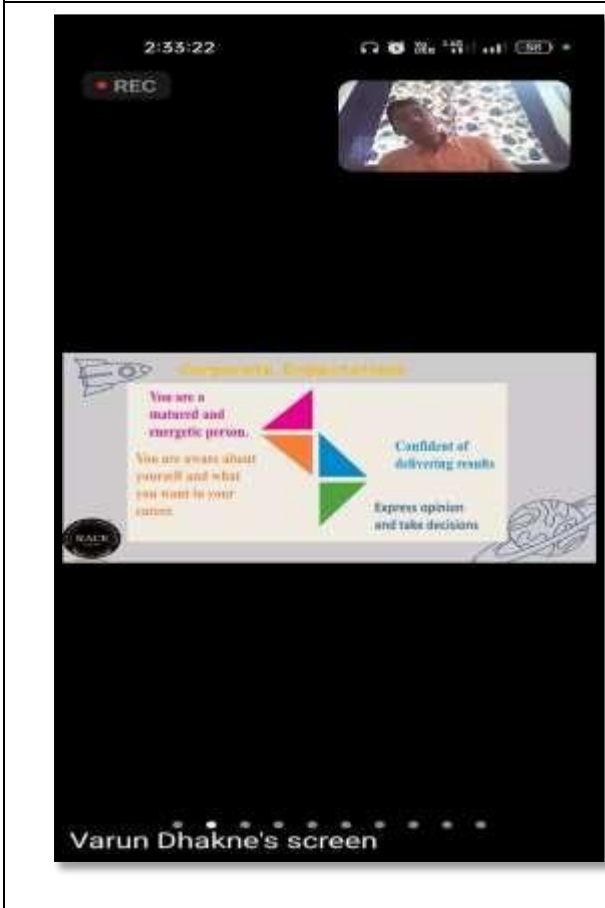 2:33:22
REC
Corporate Expectations
You are a
matured and
energetic person.
You are aware about
yourself and what
you want in your
career.
Confident of
delivering results
Express opinion
and take decisions
Varun Dhakne's screen